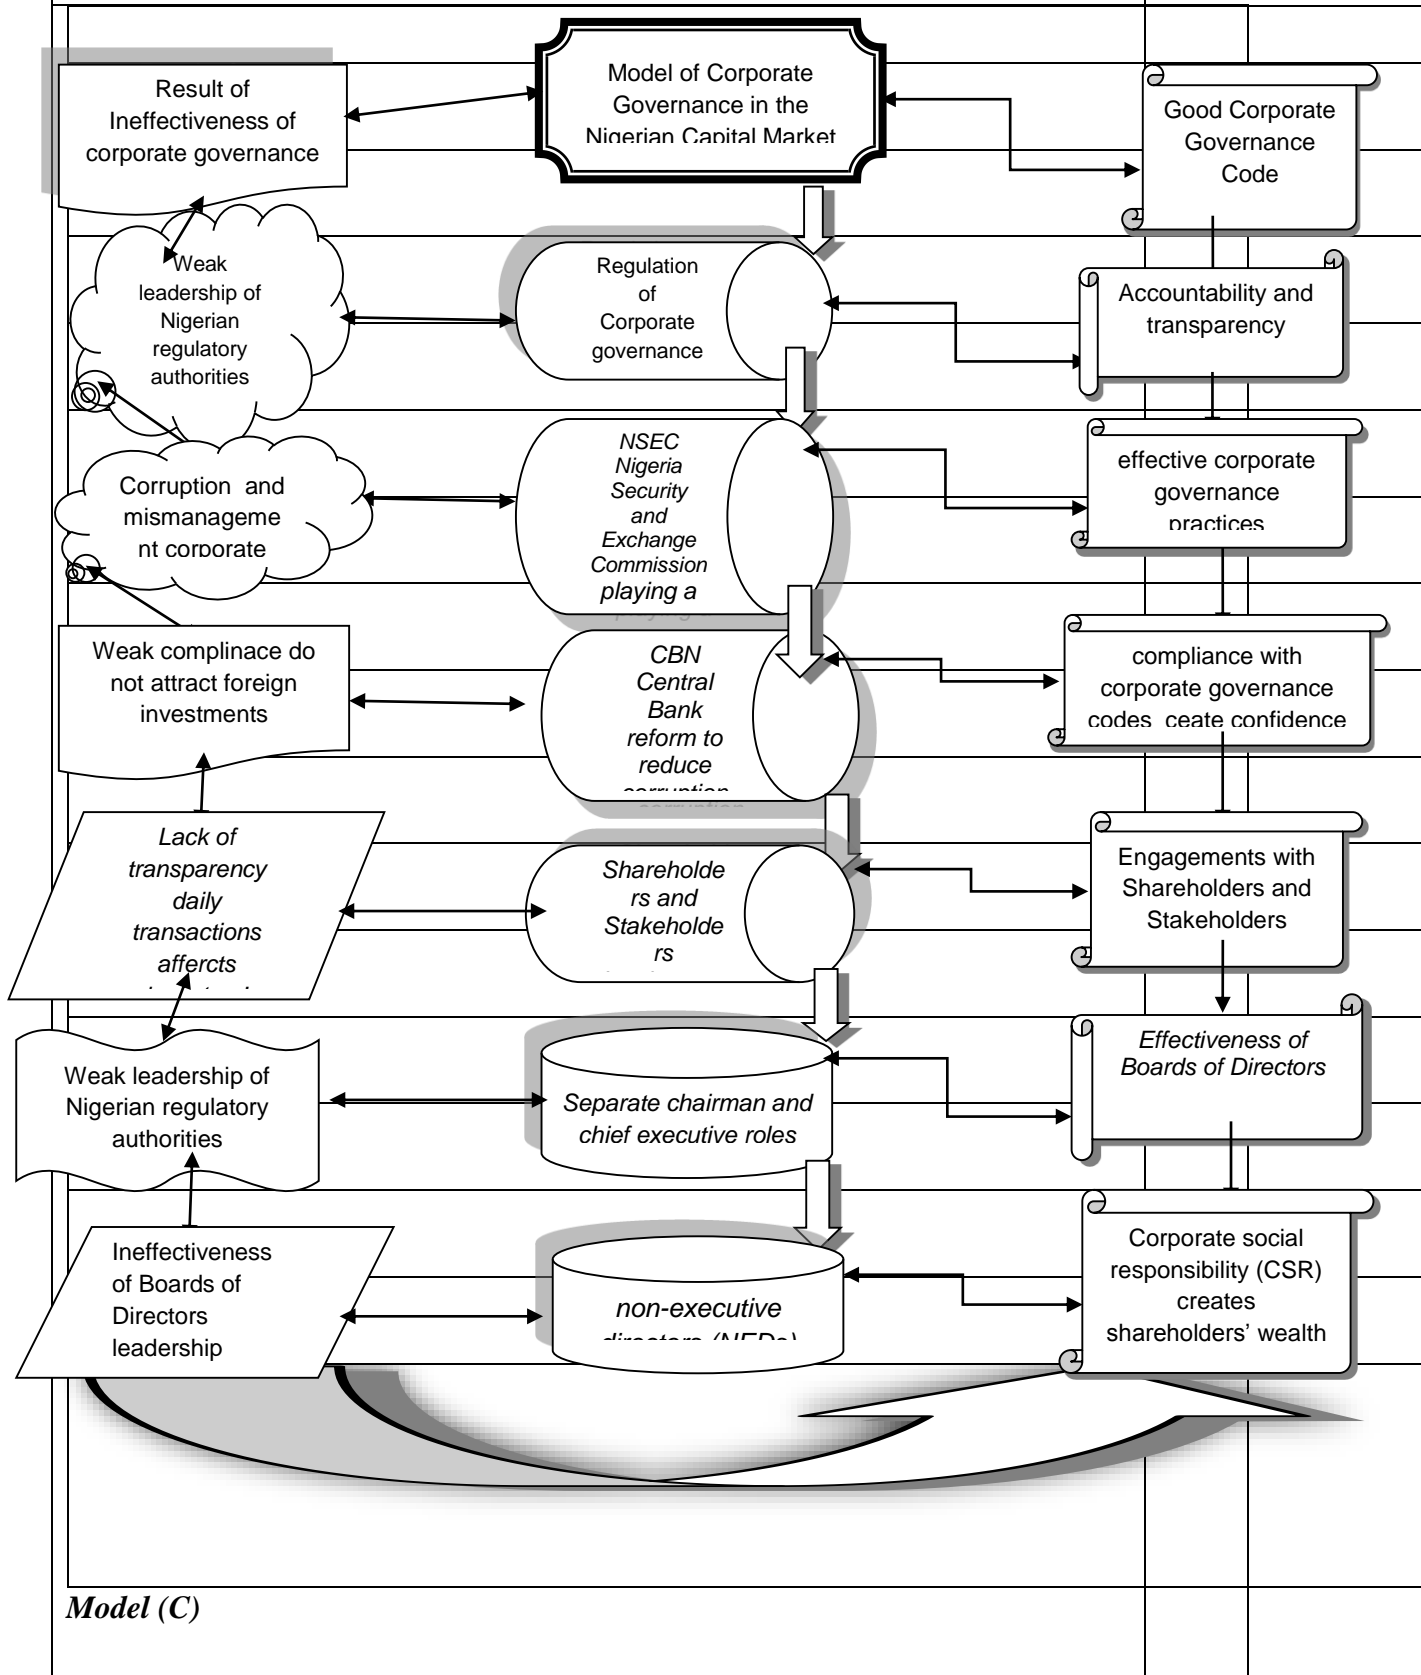 Model of Corporate
Governance in the
Nigerian Capital Market
Result of
Ineffectiveness of
corporate governance
Good Corporate
Governance
Code
Weak
leadership of
Nigerian
regulatory
authorities
Regulation
of
Corporate
governance
Accountability and
transparency
Corruption and
mismanageme
nt corporate
NSEC
Nigeria
Security
and
Exchange
Commission
playing a
effective corporate
governance
practices
Weak complinace do
not attract foreign
investments
CBN
Central
Bank
reform to
reduce
corruption
compliance with
corporate governance
codes ceate confidence
Lack of
transparency
daily
transactions
affercts
Shareholde
rs and
Stakeholde
rs
Engagements with
Shareholders and
Stakeholders
Weak leadership of
Nigerian regulatory
authorities
Separate chairman and
chief executive roles
Effectiveness of
Boards of Directors
Ineffectiveness
of Boards of
Directors
leadership
non-executive
directors (NEDs)
Corporate social
responsibility (CSR)
creates
shareholders’ wealth
Model (C)